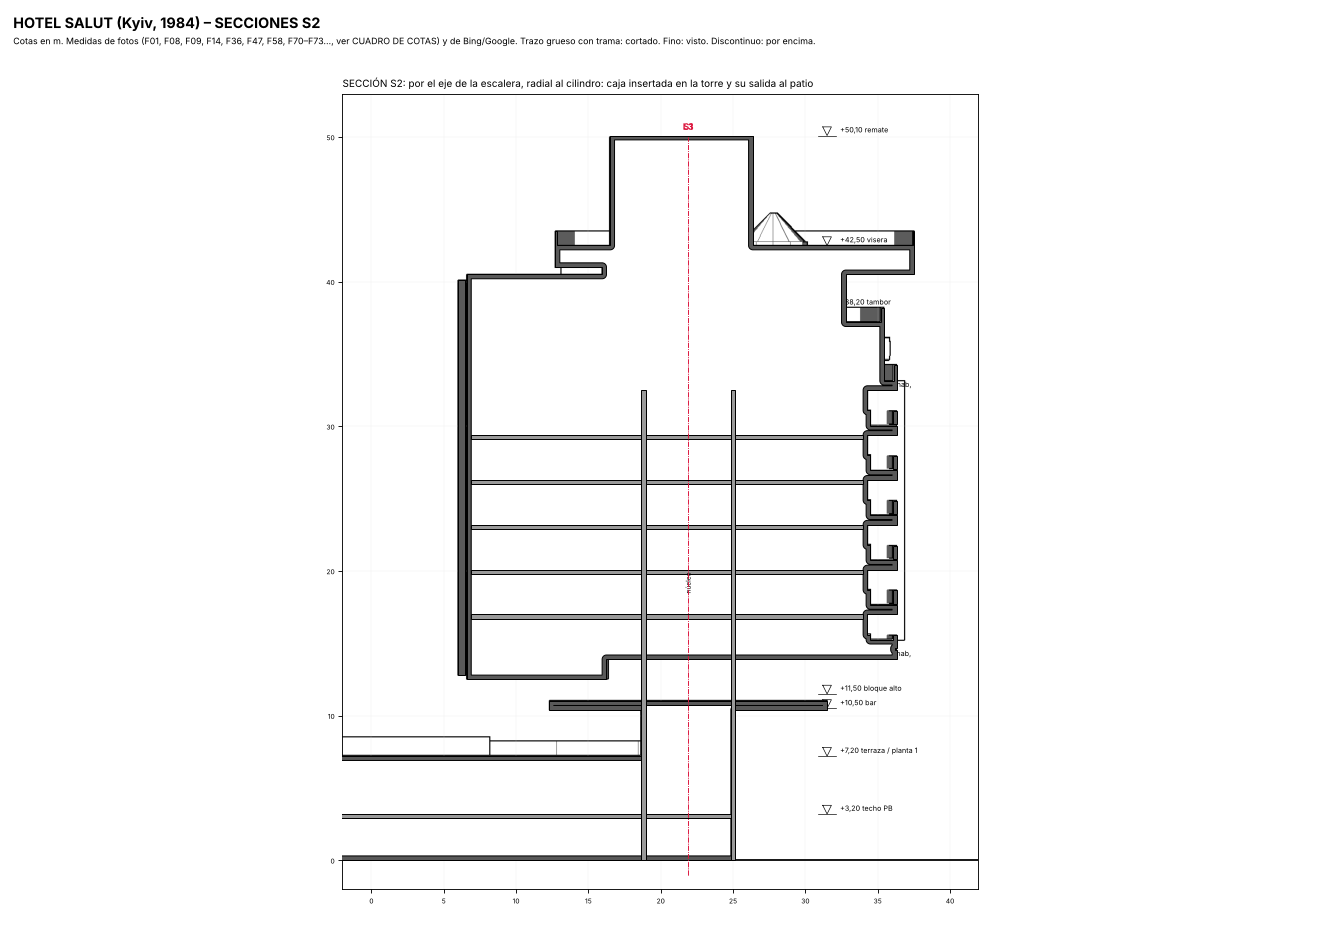 HOTEL SALUT (Kyiv, 1984) – SECCIONES S2
Cotas en m. Medidas de fotos (F01, F08, F09, F14, F36, F47, F58, F70–F73..., ver CUADRO DE COTAS) y de Bing/Google. Trazo grueso con trama: cortado. Fino: visto. Discontinuo: por encima.
SECCIÓN S2: por el eje de la escalera, radial al cilindro: caja insertada en la torre y su salida al patio
+50,10 remate
50
+42,50 visera
40
38,20 tambor
hab,
30
20
núcleo
hab,
+11,50 bloque alto
+10,50 bar
10
+7,20 terraza / planta 1
+3,20 techo PB
0
0 5 10 15 20 25 30 35 40